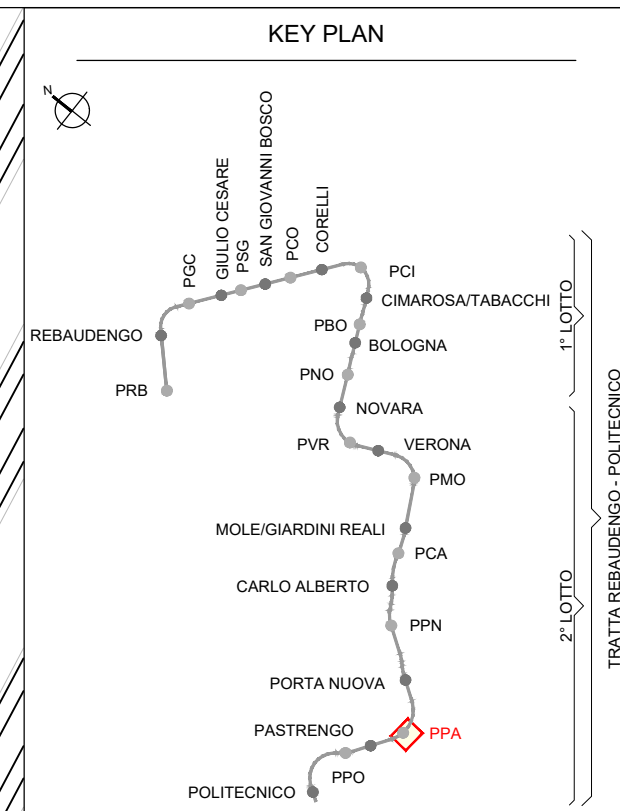 KEY PLAN
N
PGC
GIULIO CESARE
PSG
SAN GIOVANNI BOSCO
PCO
CORELLI
PCI
CIMAROSA/TABACCHI
REBAUDENGO
PBO
BOLOGNA
PRB
PNO
NOVARA
PVR
VERONA
PMO
MOLE/GIARDINI REALI
PCA
CARLO ALBERTO
PPN
PORTA NUOVA
PASTRENGO
PPA
PPO
POLITECNICO
1° LOTTO
2° LOTTO
TRATTA REBAUDENGO - POLITECNICO